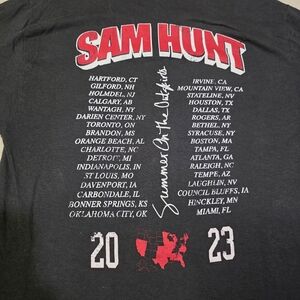 SAM HUNT
HARTFORD, CT
GILFORD, NH
HOLMDEL, NJ
CALGARY, AB
WANTAGH, NY
DARIEN CENTER, NY
TORONTO, ON
BRANDON, MS
ORANGE BEACH, AL
CHARLOTTE, NC
DETROIT, MI
INDIANAPOLIS, IN
ST LOUIS, MO
DAVENPORT, IA
CARBONDALE, IL
BONNER SPRINGS, KS
OKLAHOMA CITY, OK
Summer On The Outskirts
IRVINE, CA
MOUNTAIN VIEW, CA
STATELINE, NV
HOUSTON, TX
DALLAS, TX
ROGERS, AR
BETHEL, NY
SYRACUSE, NY
BOSTON, MA
TAMPA, FL
ATLANTA, GA
RALEIGH, NC
TEMPE, AZ
LAUGHLIN, NV
COUNCIL BLUFFS, IA
HINCKLEY, MN
MIAMI, FL
20 23